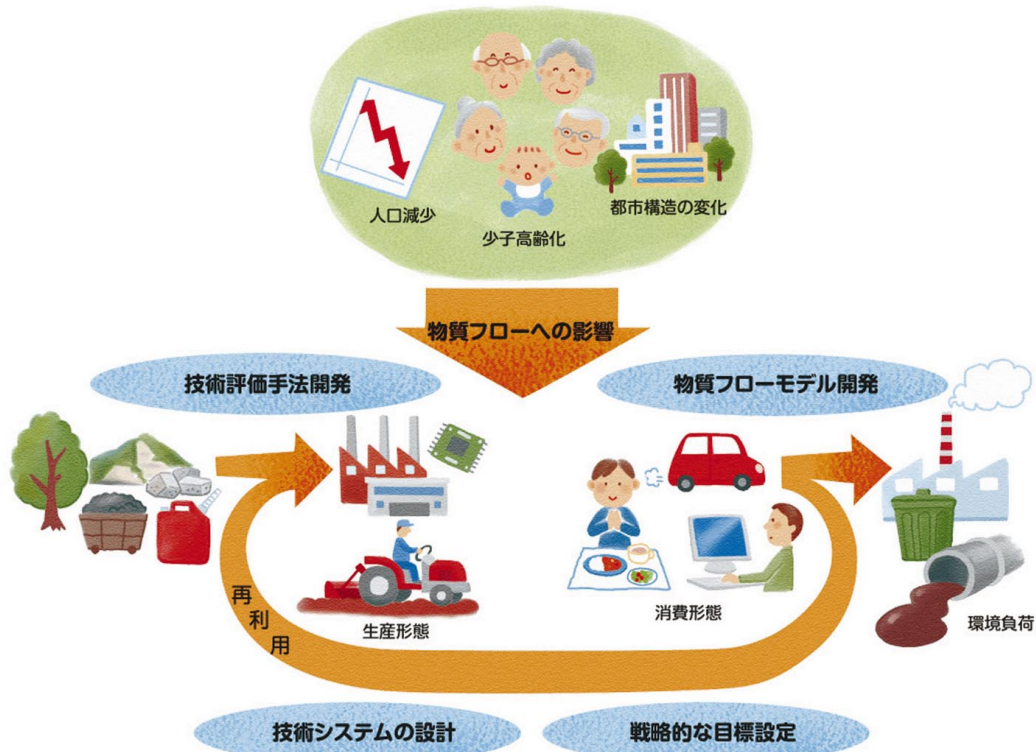 人口減少
少子高齢化
都市構造の変化
物質フローへの影響
技術評価手法開発
物質フローモデル開発
再利用
生産形態
消費形態
環境負荷
技術システムの設計
戦略的な目標設定